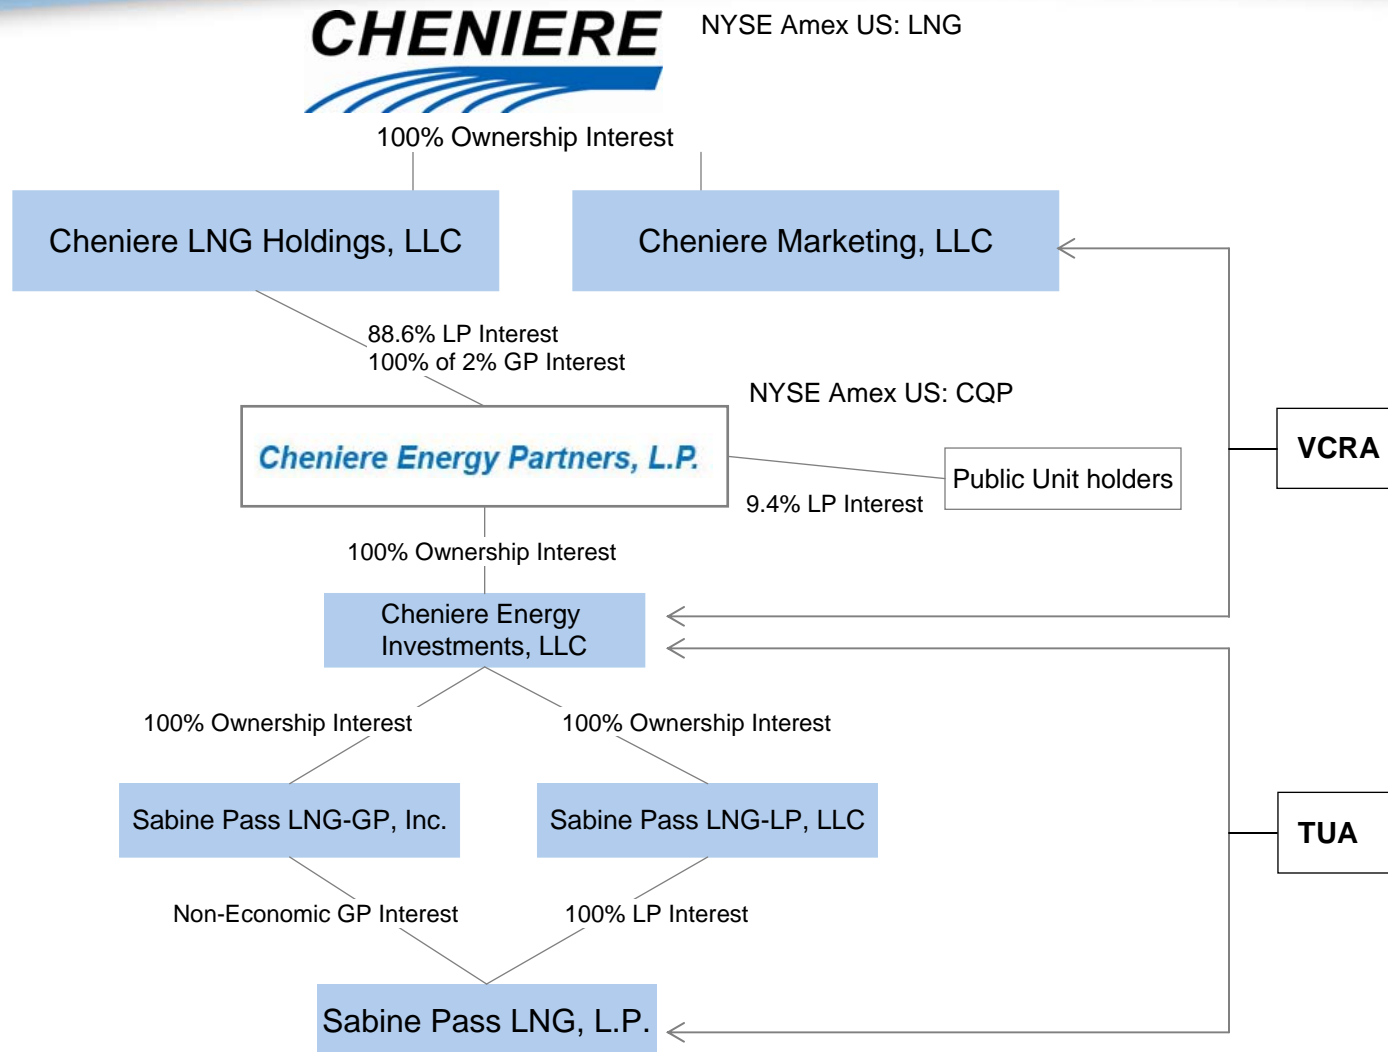 CHENIERE
NYSE Amex US: LNG
100% Ownership Interest
Cheniere LNG Holdings, LLC
Cheniere Marketing, LLC
88.6% LP Interest
100% of 2% GP Interest
NYSE Amex US: CQP
Cheniere Energy Partners, L.P.
Public Unit holders
VCRA
9.4% LP Interest
100% Ownership Interest
Cheniere Energy
Investments, LLC
100% Ownership Interest
100% Ownership Interest
Sabine Pass LNG-GP, Inc.
Sabine Pass LNG-LP, LLC
TUA
Non-Economic GP Interest
100% LP Interest
Sabine Pass LNG, L.P.